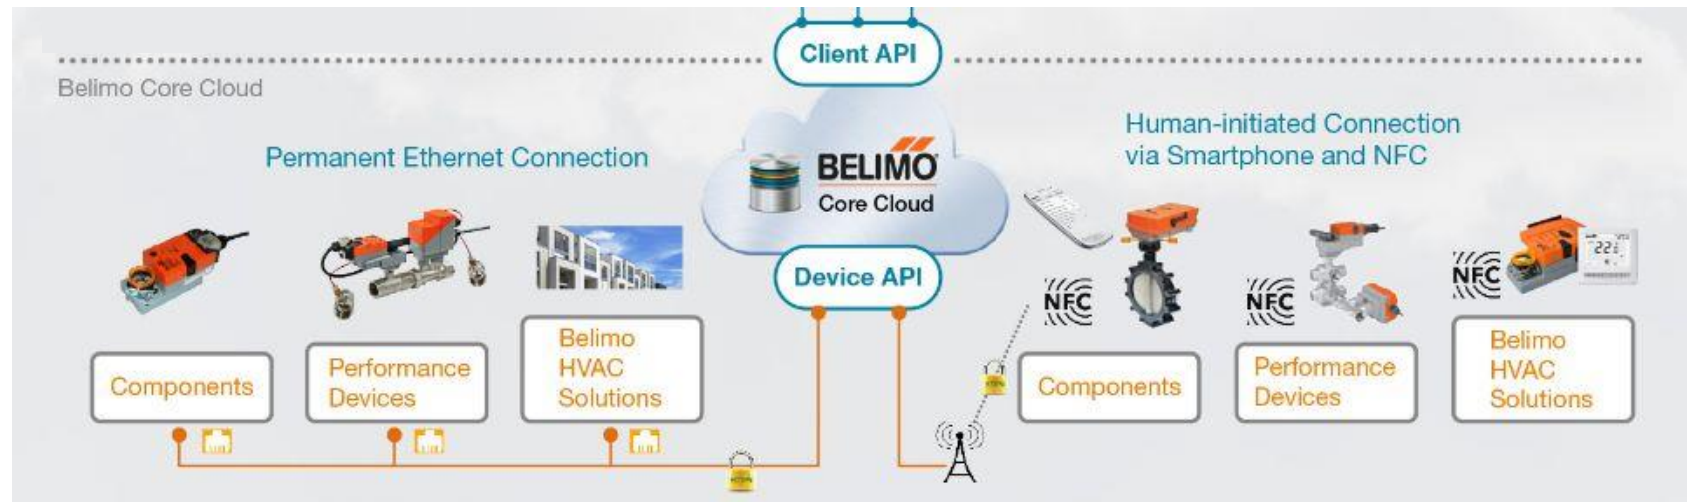 Client API
Belimo Core Cloud
Permanent Ethernet Connection
BELIMO
Core Cloud
Device API
Human-initiated Connection
via Smartphone and NFC
Components
Performance
Devices
Belimo
HVAC
Solutions
NFC
Components
NFC
Performance
Devices
NFC
Belimo
HVAC
Solutions